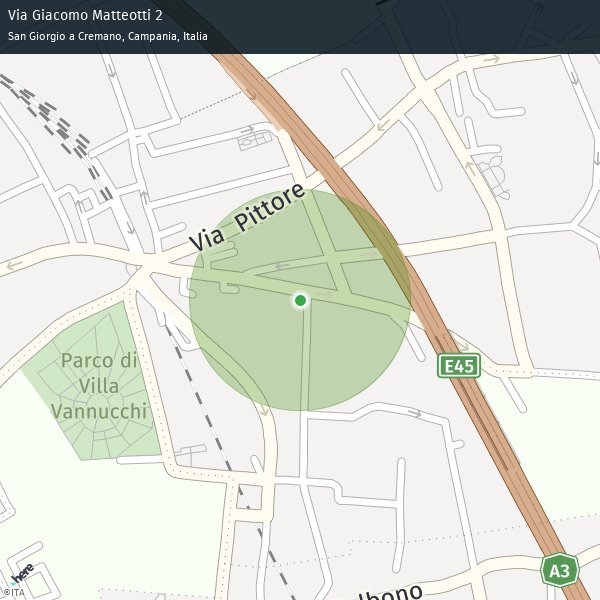 Via Giacomo Matteotti 2
San Giorgio a Cremano, Campania, Italia
Via Pittore
Parco di
Villa
Vannucchi
E45
A3
here
©ITA